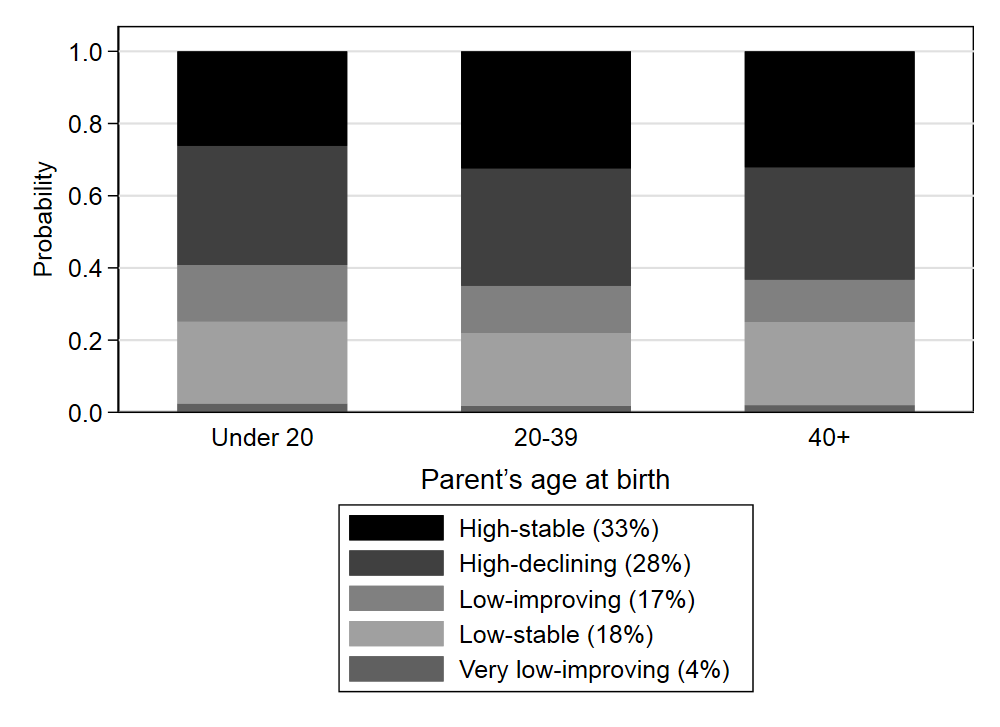 1.0
0.8
0.6
0.4
0.2
0.0
Probability
Under 20 20-39 40+
Parent’s age at birth
High-stable (33%)
High-declining (28%)
Low-improving (17%)
Low-stable (18%)
Very low-improving (4%)